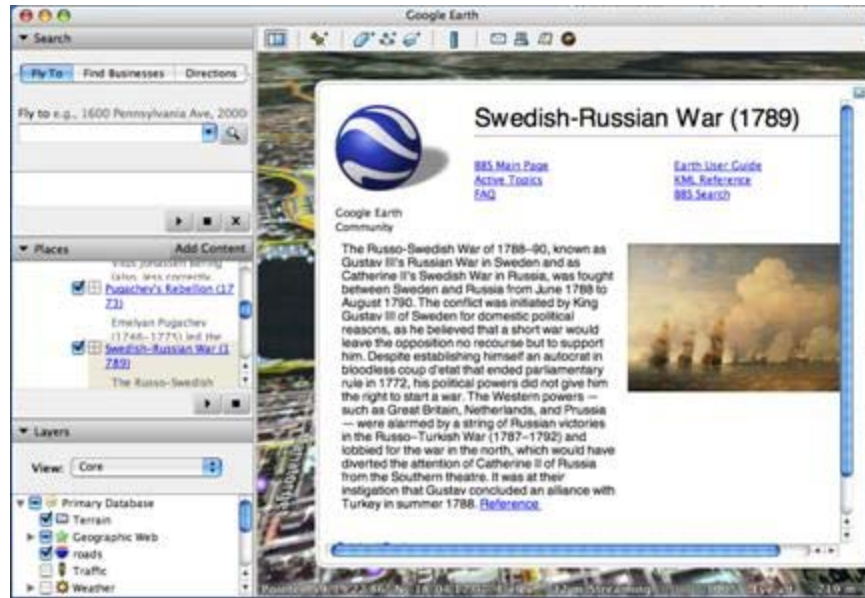 Google Earth
Search
Fly To Find Businesses Directions
Fly to e.g., 1600 Pennsylvania Ave, 2000
Places Add Content
Pugachev's Rebellion (17
73)
Emelyan Pugachev
(1746-1775) led the
Swedish-Russian War (1
789)
The Russo-Swedish
Layers
View: Core
Primary Database
Terrain
Geographic Web
roads
Traffic
Weather
Swedish-Russian War (1789)
BBS Main Page
Active Topics
FAQ
Earth User Guide
KML Reference
BBS Search
Google Earth
Community
The Russo-Swedish War of 1788-90, known as
Gustav III's Russian War in Sweden and as
Catherine II's Swedish War in Russia, was fought
between Sweden and Russia from June 1788 to
August 1790. The conflict was initiated by King
Gustav III of Sweden for domestic political
reasons, as he believed that a short war would
leave the opposition no recourse but to support
him. Despite establishing himself an autocrat in
bloodless coup d'etat that ended parliamentary
rule in 1772, his political powers did not give him
the right to start a war. The Western powers —
such as Great Britain, Netherlands, and Prussia
— were alarmed by a string of Russian victories
in the Russo–Turkish War (1787–1792) and
lobbied for the war in the north, which would have
diverted the attention of Catherine II of Russia
from the Southern theatre. It was at their
instigation that Gustav concluded an alliance with
Turkey in summer 1788. Reference
Streaming